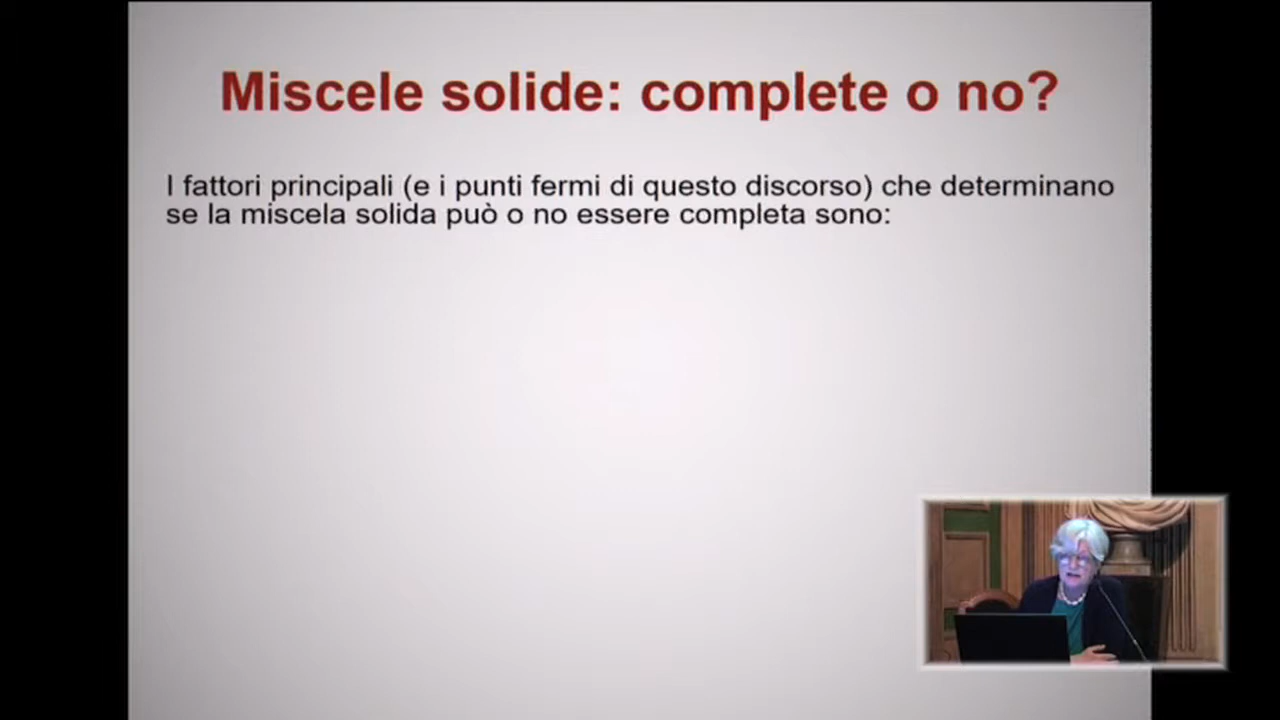 Miscele solide: complete o no?
I fattori principali (e i punti fermi di questo discorso) che determinano
se la miscela solida può o no essere completa sono: